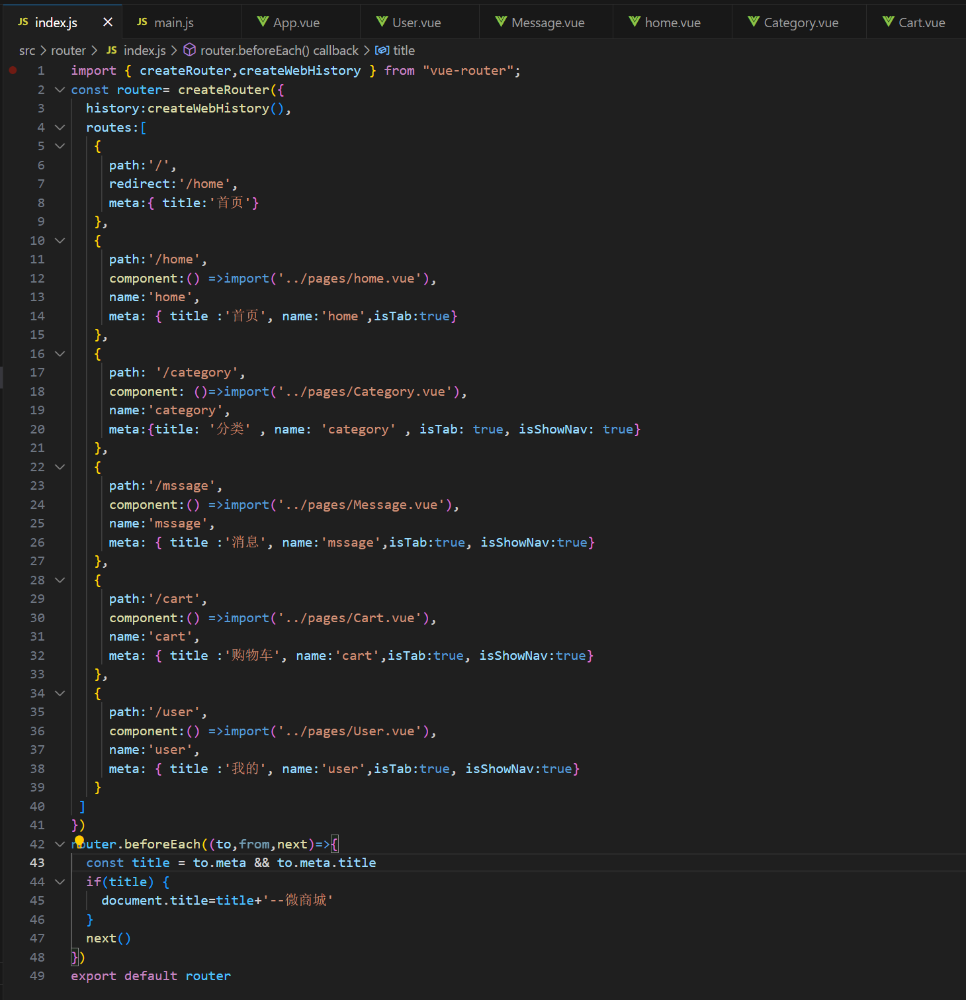 JS index.js × JS main.js App.vue User.vue Message.vue home.vue Category.vue Cart.vue
src > router > JS index.js > router.beforeEach() callback > title
1 import { createRouter,createWebHistory } from "vue-router";
2 const router= createRouter({
3 history:createWebHistory(),
4 routes:[
5 {
6 path:'/',
7 redirect:'/home',
8 meta:{ title:'首页'}
9 },
10 {
11 path:'/home',
12 component:() =>import('../pages/home.vue'),
13 name:'home',
14 meta: { title :'首页', name:'home',isTab:true}
15 },
16 {
17 path: '/category',
18 component: ()=>import('../pages/Category.vue'),
19 name:'category',
20 meta:{title: '分类' , name: 'category' , isTab: true, isShowNav: true}
21 },
22 {
23 path:'/mssage',
24 component:() =>import('../pages/Message.vue'),
25 name:'mssage',
26 meta: { title :'消息', name:'mssage',isTab:true, isShowNav:true}
27 },
28 {
29 path:'/cart',
30 component:() =>import('../pages/Cart.vue'),
31 name:'cart',
32 meta: { title :'购物车', name:'cart',isTab:true, isShowNav:true}
33 },
34 {
35 path:'/user',
36 component:() =>import('../pages/User.vue'),
37 name:'user',
38 meta: { title :'我的', name:'user',isTab:true, isShowNav:true}
39 }
40 ]
41 })
42 router.beforeEach((to,from,next)=>{
43 const title = to.meta && to.meta.title
44 if(title) {
45 document.title=title+'--微商城'
46 }
47 next()
48 })
49 export default router